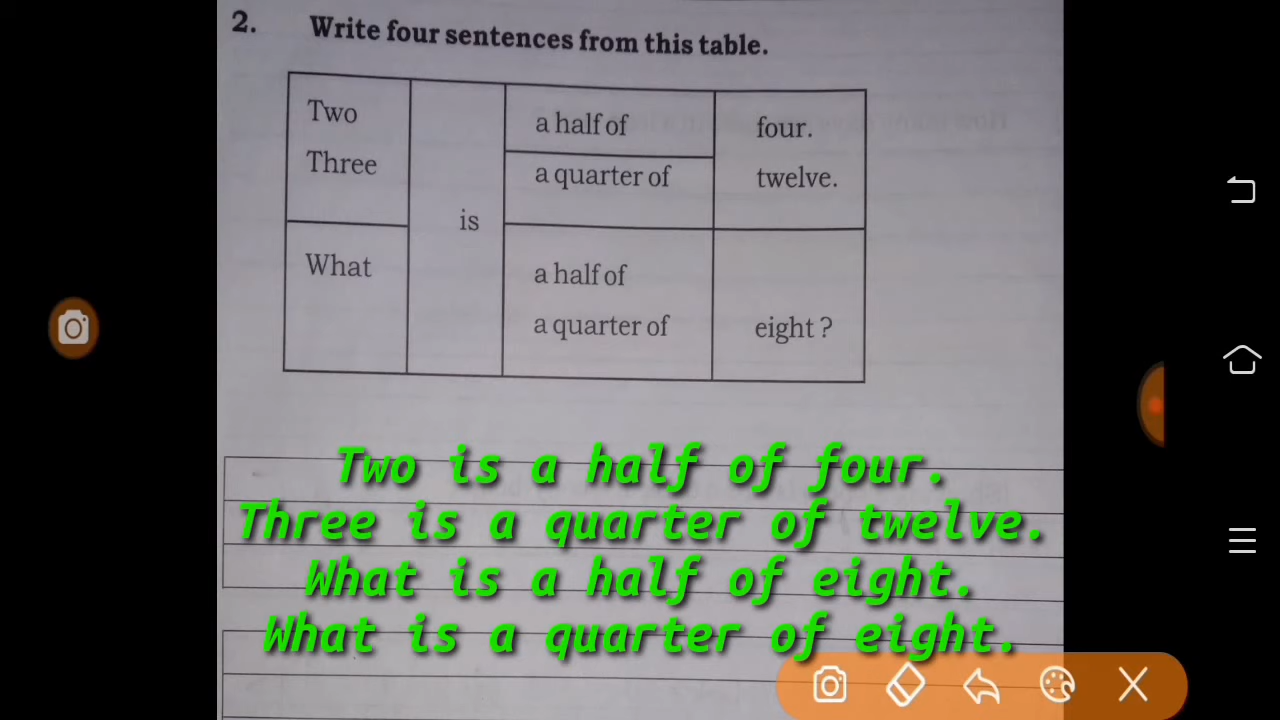 2. Write four sentences from this table.
Two
Three
is
a half of
a quarter of
four.
twelve.
What
a half of
a quarter of
eight ?
Two is a half of four.
Three is a quarter of twelve.
What is a half of eight.
What is a quarter of eight.